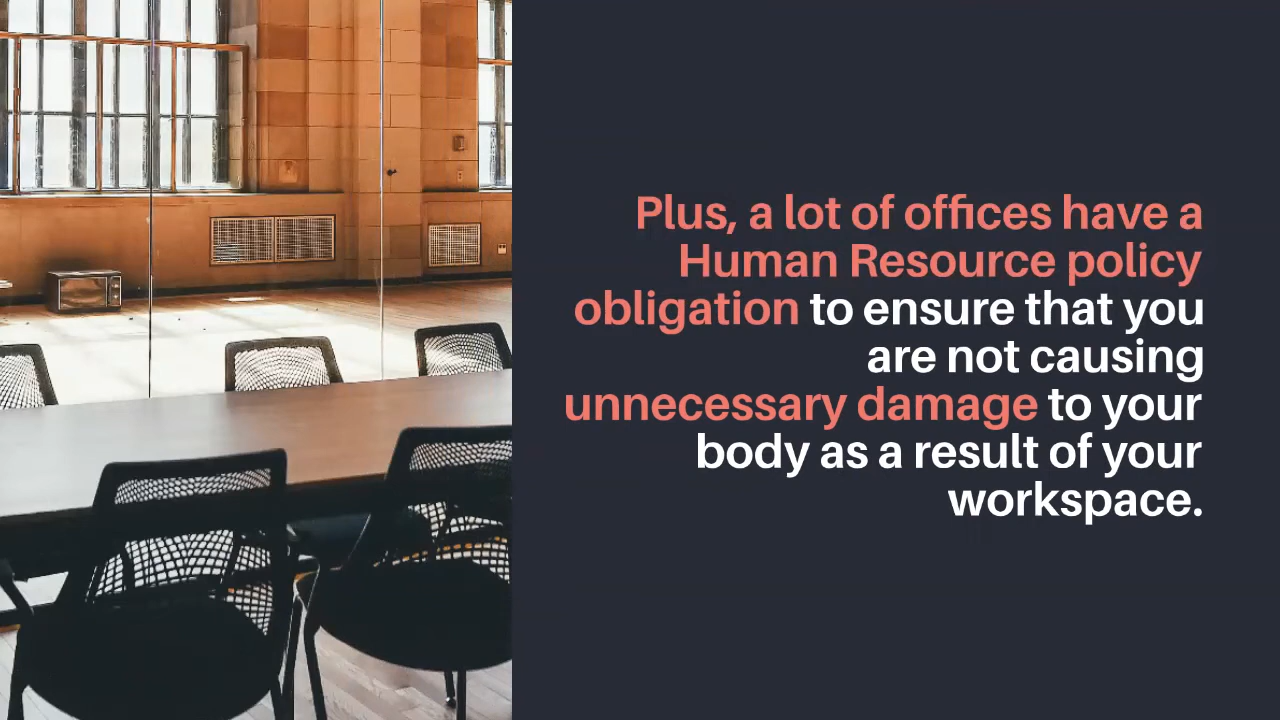 Plus, a lot of offices have a
Human Resource policy
obligation to ensure that you
are not causing
unnecessary damage to your
body as a result of your
workspace.